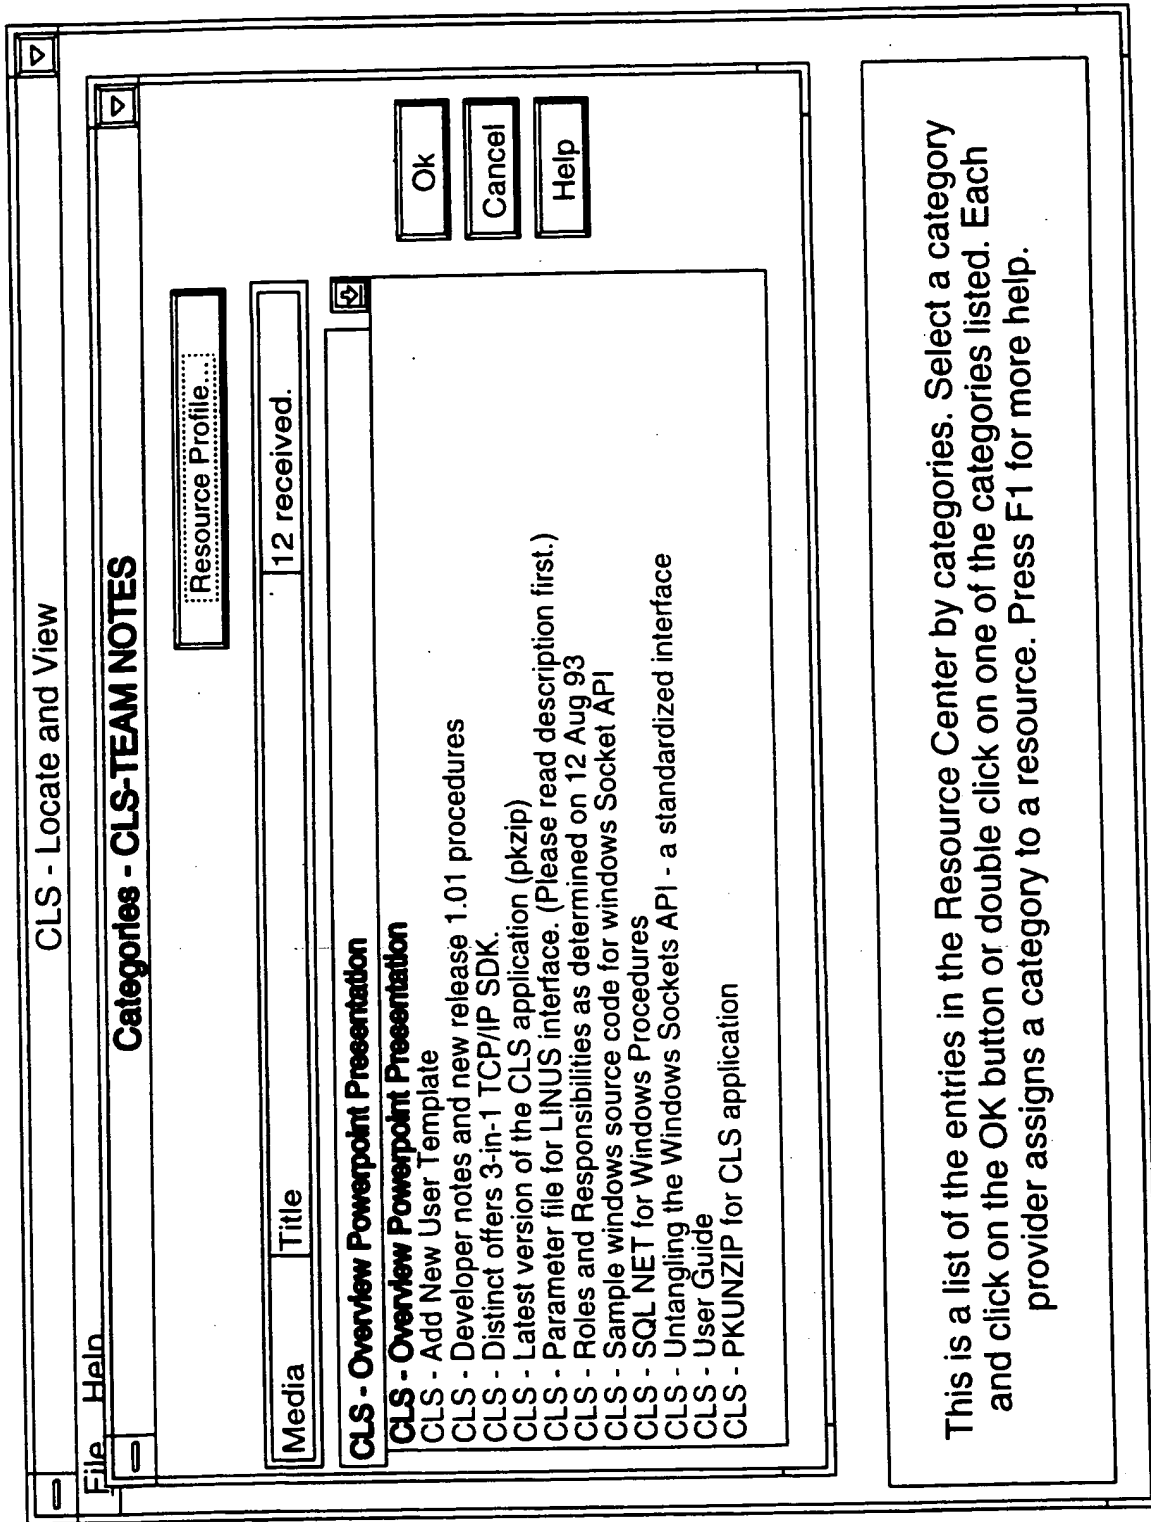 CLS - Locate and View
File Help
Categories - CLS-TEAM NOTES
Resource Profile...
Media Title 12 received.
CLS - Overview Powerpoint Presentation
CLS - Overview Powerpoint Presentation
CLS - Add New User Template
CLS - Developer notes and new release 1.01 procedures
CLS - Distinct offers 3-in-1 TCP/IP SDK.
CLS - Latest version of the CLS application (pkzip)
CLS - Parameter file for LINUS interface. (Please read description first.)
CLS - Roles and Responsibilities as determined on 12 Aug 93
CLS - Sample windows source code for windows Socket API
CLS - SQL NET for Windows Procedures
CLS - Untangling the Windows Sockets API - a standardized interface
CLS - User Guide
CLS - PKUNZIP for CLS application
Ok
Cancel
Help
This is a list of the entries in the Resource Center by categories. Select a category
and click on the OK button or double click on one of the categories listed. Each
provider assigns a category to a resource. Press F1 for more help.